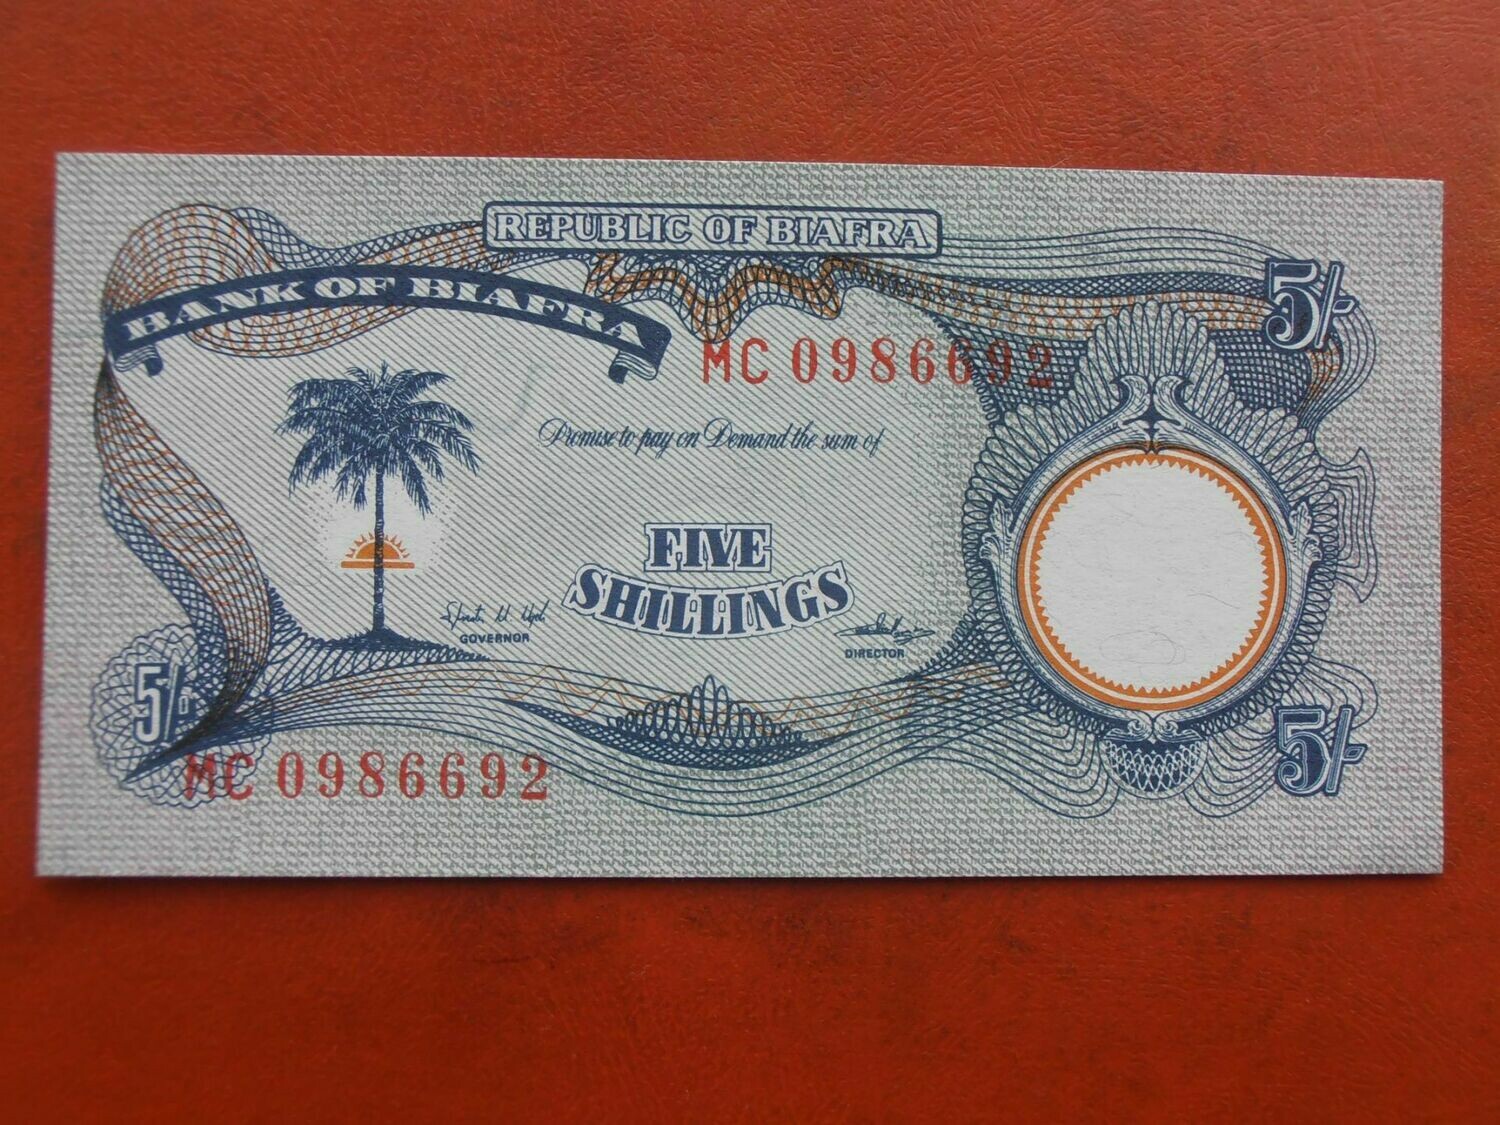 REPUBLIC OF BIAFRA
5/-
BANK OF BIAFRA
MC 0986692
Promise to pay on Demand the sum of
FIVE
SHILLINGS
GOVERNOR
DIRECTOR
5/-
5/-
MC 0986692